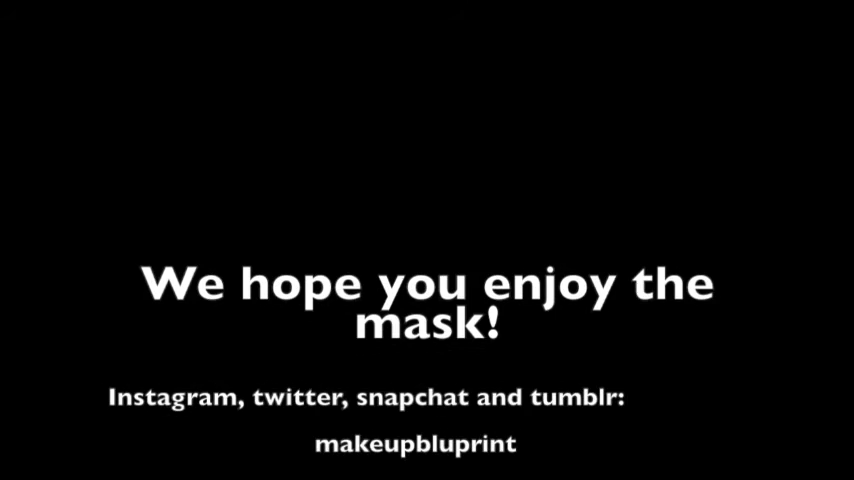 We hope you enjoy the
mask!
Instagram, twitter, snapchat and tumblr:
makeupbluprint